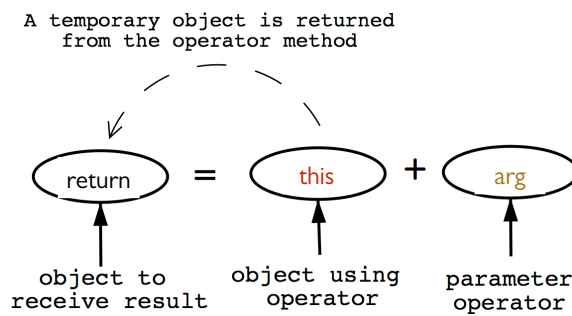 A temporary object is returned
from the operator method
return = this + arg
object to
receive result
object using
operator
parameter
operator